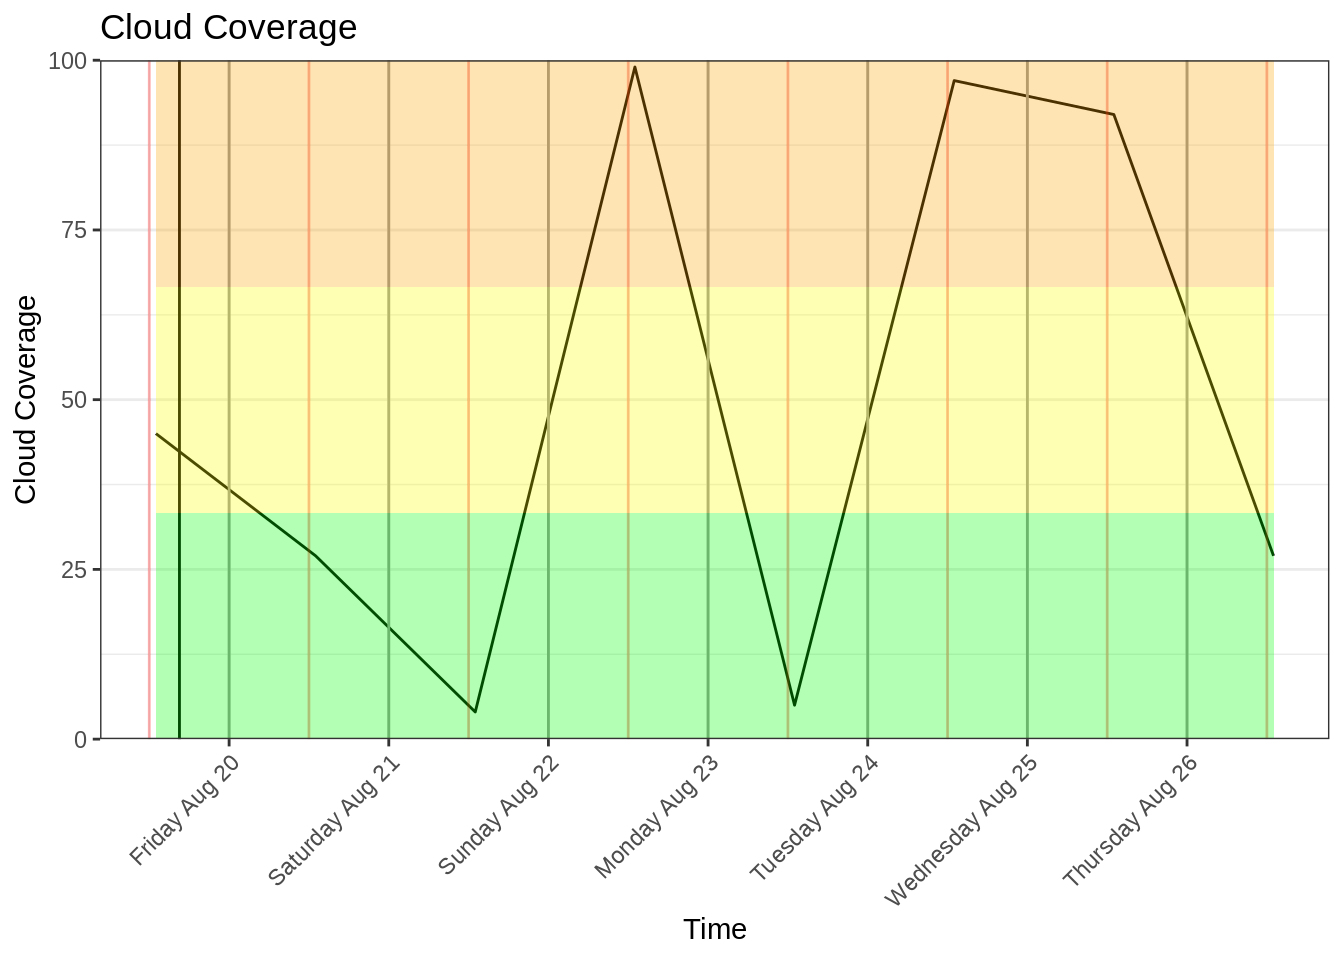 Cloud Coverage
100
75
50
25
0
Cloud Coverage
Friday Aug 20
Saturday Aug 21
Sunday Aug 22
Monday Aug 23
Tuesday Aug 24
Wednesday Aug 25
Thursday Aug 26
Time